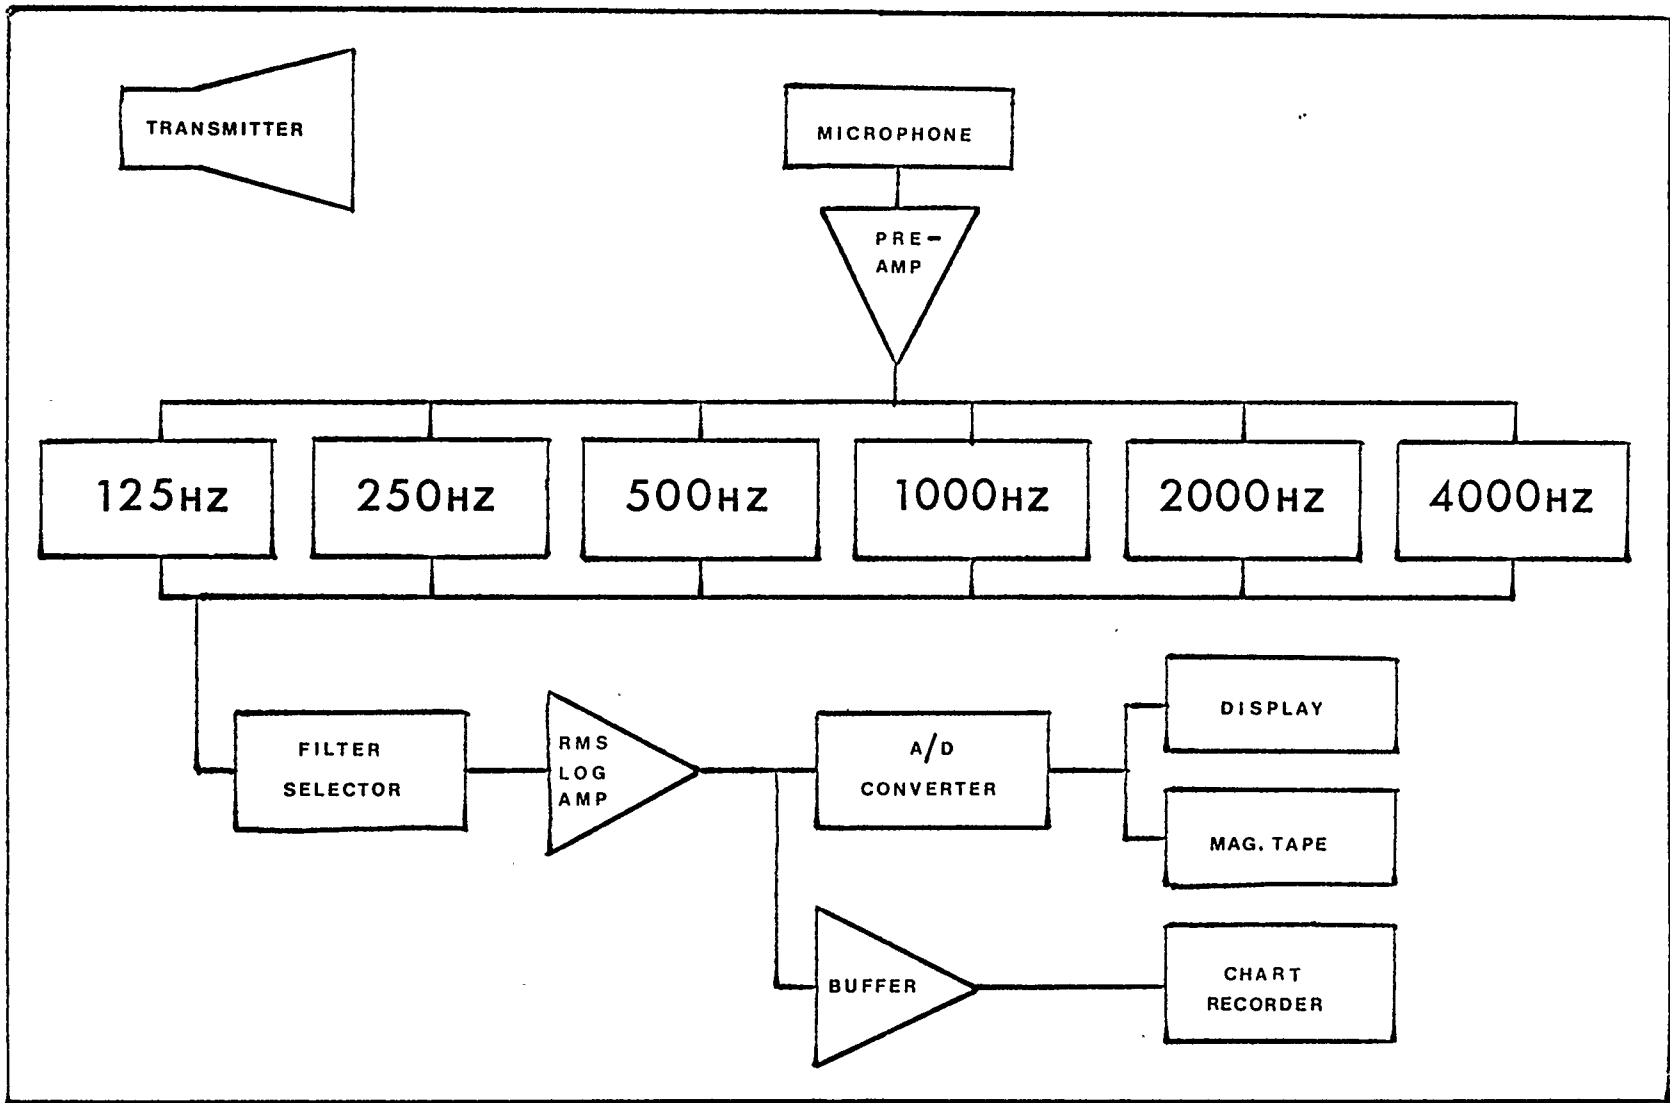 TRANSMITTER
MICROPHONE
PRE-
AMP
125HZ
250HZ
500HZ
1000HZ
2000HZ
4000HZ
FILTER
SELECTOR
RMS
LOG
AMP
A/D
CONVERTER
DISPLAY
MAG. TAPE
BUFFER
CHART
RECORDER